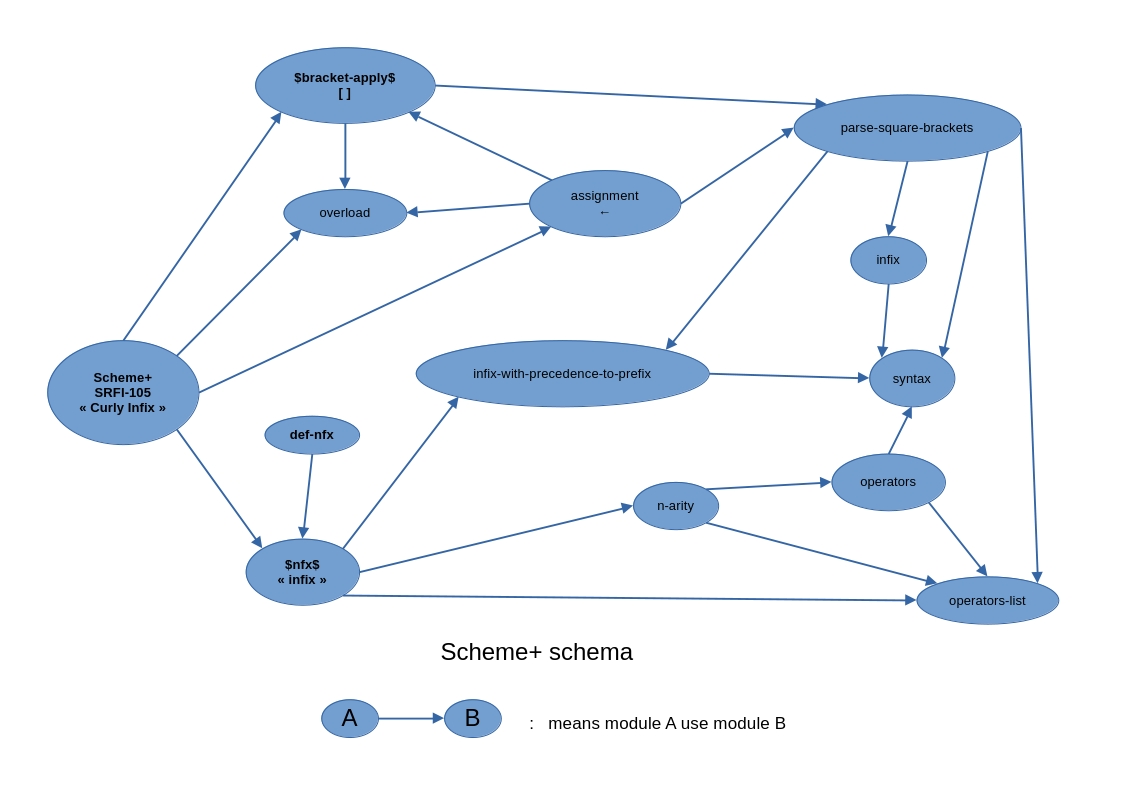 $bracket-apply$
[ ]
parse-square-brackets
assignment
←
overload
infix
infix-with-precedence-to-prefix
syntax
Scheme+
SRFI-105
« Curly Infix »
def-nfx
operators
n-arity
$nfx$
« infix »
operators-list
Scheme+ schema
A
B
: means module A use module B